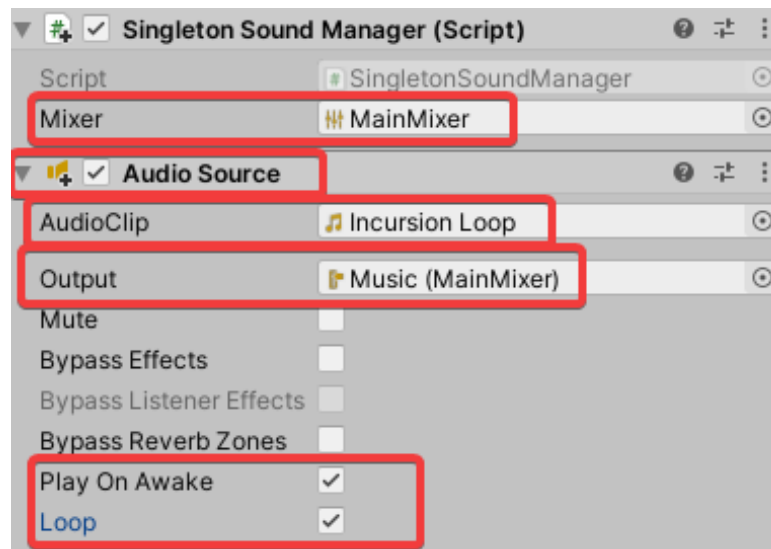 Singleton Sound Manager (Script)
Script SingletonSoundManager
Mixer MainMixer
Audio Source
AudioClip Incursion Loop
Output Music (MainMixer)
Mute
Bypass Effects
Bypass Listener Effects
Bypass Reverb Zones
Play On Awake
Loop